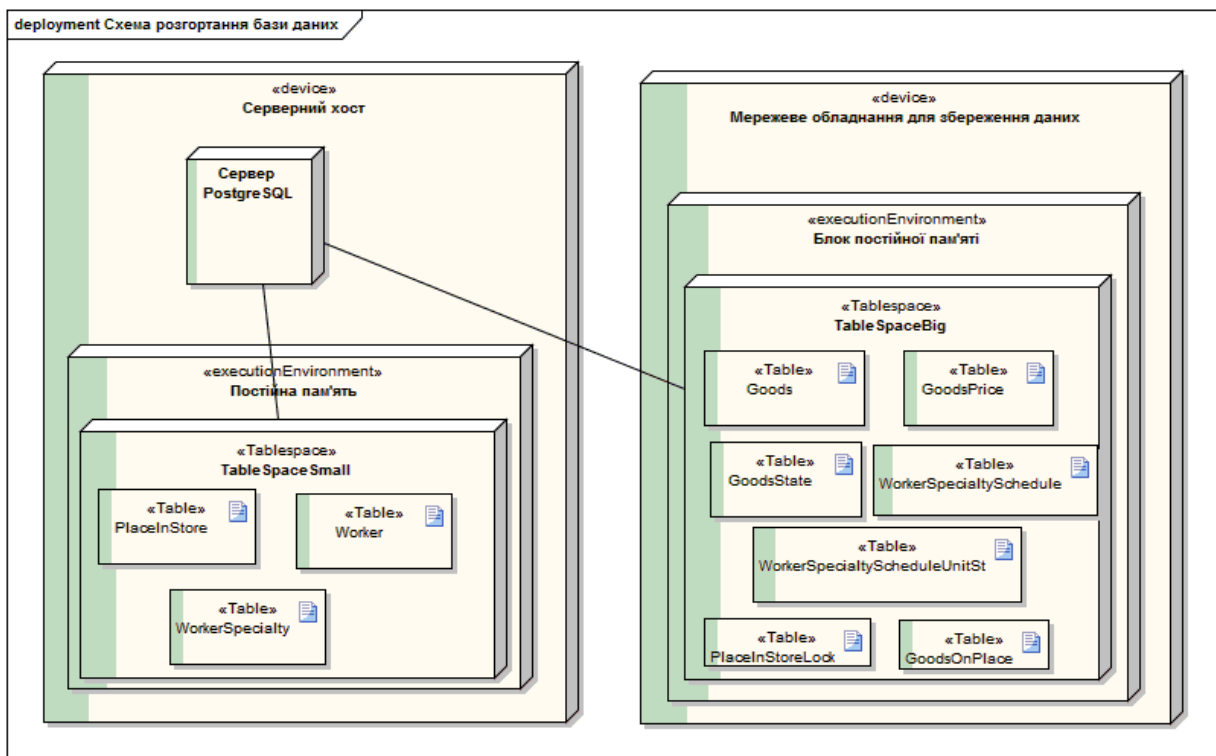 deployment Схема розгортання бази даних
«device»
Серверний хост
Сервер
PostgreSQL
«executionEnvironment»
Постійна пам'ять
«Tablespace»
TableSpaceSmall
«Table»
PlaceInStore
«Table»
Worker
«Table»
WorkerSpecialty
«device»
Мережеве обладнання для збереження даних
«executionEnvironment»
Блок постійної пам'яті
«Tablespace»
TableSpaceBig
«Table»
Goods
«Table»
GoodsPrice
«Table»
GoodsState
«Table»
WorkerSpecialtySchedule
«Table»
WorkerSpecialtyScheduleUnitSt
«Table»
PlaceInStoreLock
«Table»
GoodsOnPlace